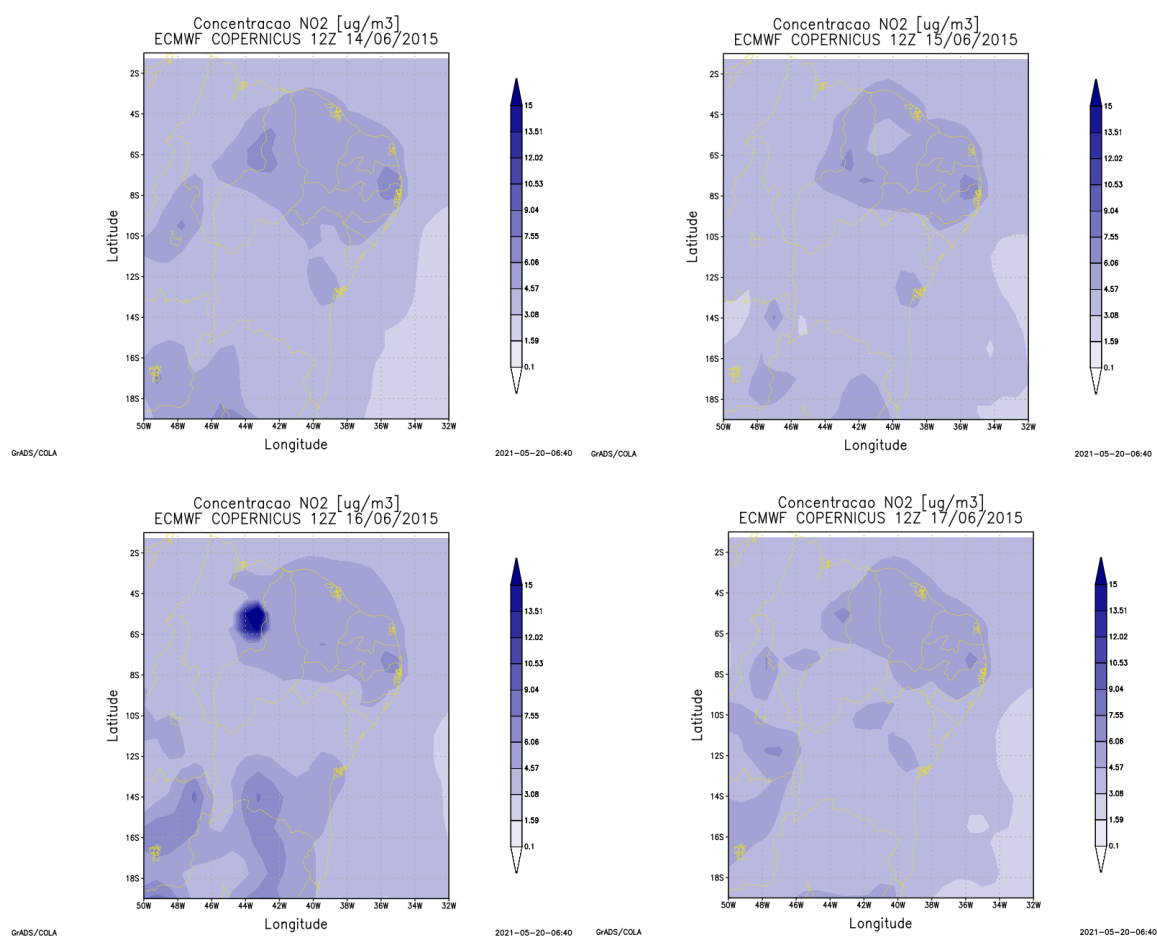 Concentracao NO2 [ug/m3]
ECMWF COPERNICUS 12Z 14/06/2015
Latitude
2S
4S
6S
8S
10S
12S
14S
16S
18S
50W 48W 46W 44W 42W 40W 38W 36W 34W 32W
Longitude
15
13.51
12.02
10.53
9.04
7.55
6.06
4.57
3.08
1.59
0.1
GrADS/COLA
2021-05-20-06:40
Concentracao NO2 [ug/m3]
ECMWF COPERNICUS 12Z 15/06/2015
Latitude
2S
4S
6S
8S
10S
12S
14S
16S
18S
50W 48W 46W 44W 42W 40W 38W 36W 34W 32W
Longitude
15
13.51
12.02
10.53
9.04
7.55
6.06
4.57
3.08
1.59
0.1
GrADS/COLA
2021-05-20-06:40
Concentracao NO2 [ug/m3]
ECMWF COPERNICUS 12Z 16/06/2015
Latitude
2S
4S
6S
8S
10S
12S
14S
16S
18S
50W 48W 46W 44W 42W 40W 38W 36W 34W 32W
Longitude
15
13.51
12.02
10.53
9.04
7.55
6.06
4.57
3.08
1.59
0.1
GrADS/COLA
2021-05-20-06:40
Concentracao NO2 [ug/m3]
ECMWF COPERNICUS 12Z 17/06/2015
Latitude
2S
4S
6S
8S
10S
12S
14S
16S
18S
50W 48W 46W 44W 42W 40W 38W 36W 34W 32W
Longitude
15
13.51
12.02
10.53
9.04
7.55
6.06
4.57
3.08
1.59
0.1
GrADS/COLA
2021-05-20-06:40